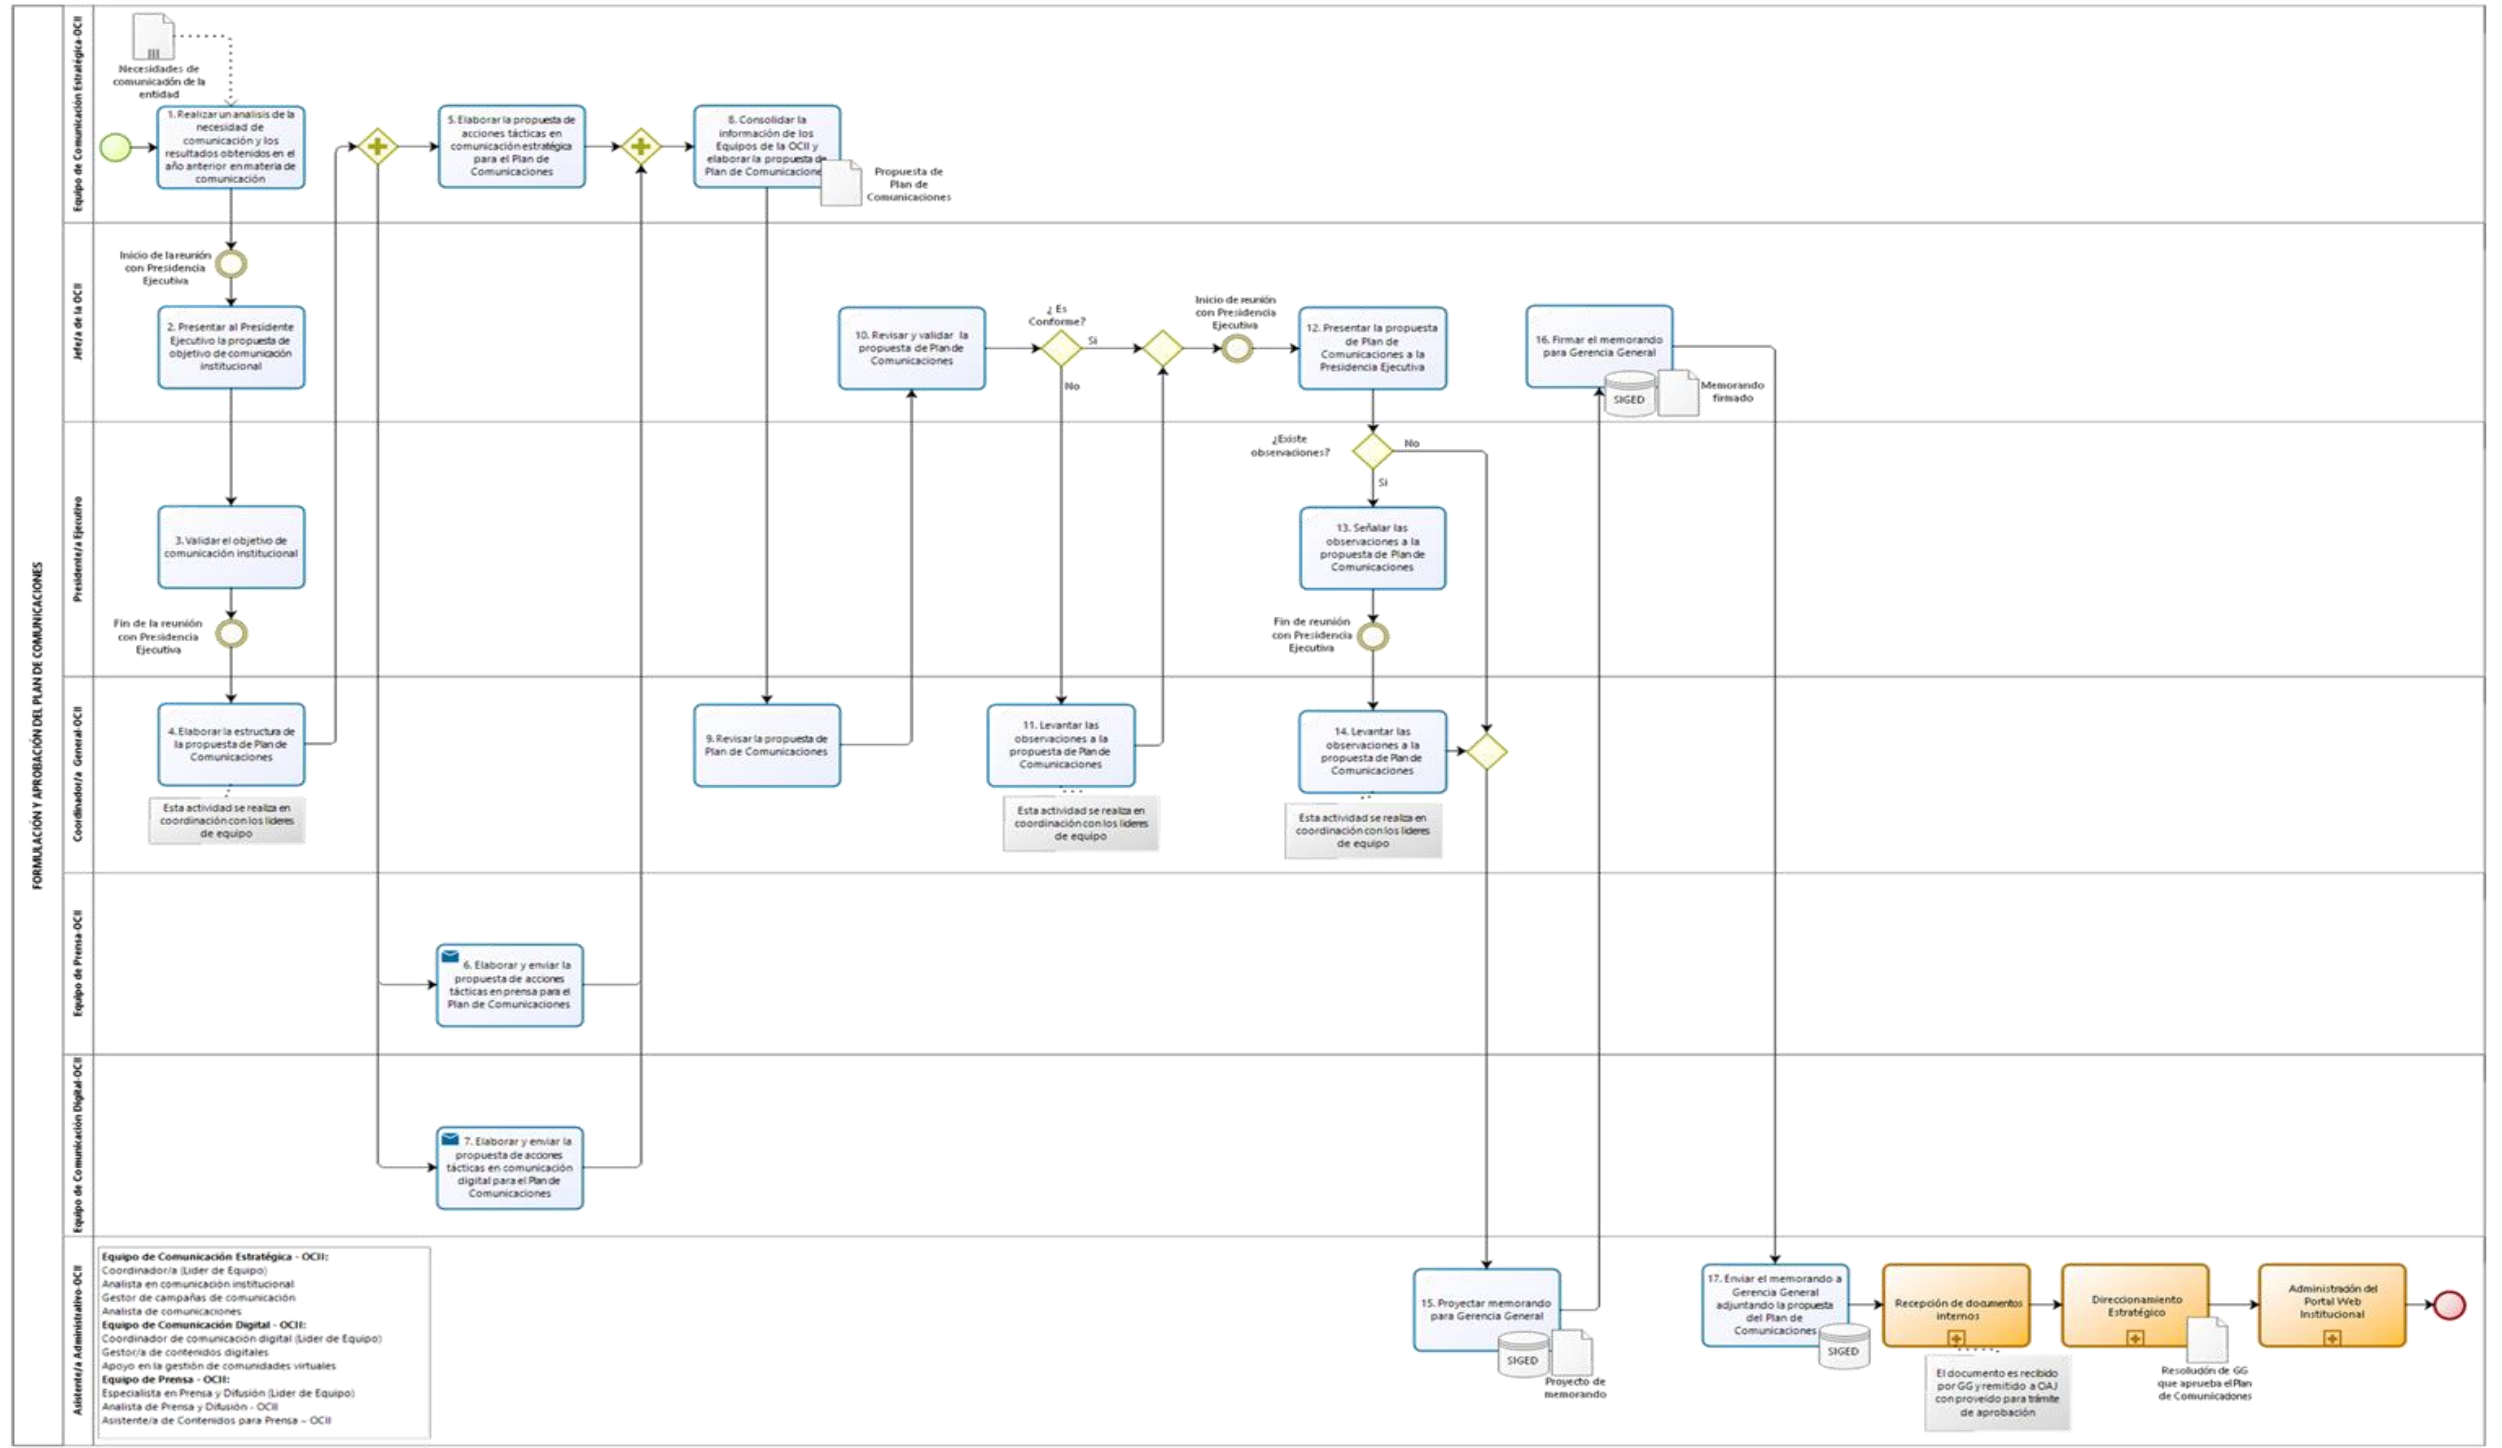 FORMULACIÓN Y APROBACIÓN DEL PLAN DE COMUNICACIONES
Equipo de Comunicación Estratégica-OCII
Necesidades de
comunicación de la
entidad
1. Realizar un analisis de la
necesidad de
comunicación y los
resultados obtenidos en el
año anterior en materia de
comunicación
5. Elaborar la propuesta de
acciones tácticas en
comunicación estratégica
para el Plan de
Comunicaciones
8. Consolidar la
información de los
Equipos de la OCII y
elaborar la propuesta de
Plan de Comunicacione
Propuesta de
Plan de
Comunicaciones
Jefe/a de la OCII
Inicio de la reunión
con Presidencia
Ejecutiva
2. Presentar al Presidente
Ejecutivo la propuesta de
objetivo de comunicación
institucional
10. Revisar y validar la
propuesta de Plan de
Comunicaciones
¿ Es
Conforme?
Si
No
Inicio de reunión
con Presidencia
Ejecutiva
12. Presentar la propuesta
de Plan de
Comunicaciones a la
Presidencia Ejecutiva
16. Firmar el memorando
para Gerencia General
SIGED
Memorando
firmado
Presidente/a Ejecutivo
3. Validar el objetivo de
comunicación institucional
Fin de la reunión
con Presidencia
Ejecutiva
¿Existe
observaciones?
No
Si
13. Señalar las
observaciones a la
propuesta de Plan de
Comunicaciones
Fin de reunión
con Presidencia
Ejecutiva
Coordinador/a General-OCII
4. Elaborar la estructura de
la propuesta de Plan de
Comunicaciones
Esta actividad se realiza en
coordinación con los lideres
de equipo
9. Revisar la propuesta de
Plan de Comunicaciones
11. Levantar las
observaciones a la
propuesta de Plan de
Comunicaciones
Esta actividad se realiza en
coordinación con los lideres
de equipo
14. Levantar las
observaciones a la
propuesta de Plan de
Comunicaciones
Esta actividad se realiza en
coordinación con los lideres
de equipo
Equipo de Prensa-OCII
6. Elaborar y enviar la
propuesta de acciones
tácticas en prensa para el
Plan de Comunicaciones
Equipo de Comunicación Digital-OCII
7. Elaborar y enviar la
propuesta de acciones
tácticas en comunicación
digital para el Plan de
Comunicaciones
Asistente/a Administrativo-OCII
Equipo de Comunicación Estratégica - OCII:
Coordinador/a (Lider de Equipo)
Analista en comunicación institucional
Gestor de campañas de comunicación
Analista de comunicaciones
Equipo de Comunicación Digital - OCII:
Coordinador de comunicación digital (Lider de Equipo)
Gestor/a de contenidos digitales
Apoyo en la gestión de comunidades virtuales
Equipo de Prensa - OCII:
Especialista en Prensa y Difusión (Lider de Equipo)
Analista de Prensa y Difusión - OCII
Asistente/a de Contenidos para Prensa – OCII
15. Proyectar memorando
para Gerencia General
SIGED
Proyecto de
memorando
17. Enviar el memorando a
Gerencia General
adjuntando la propuesta
del Plan de
Comunicaciones
SIGED
Recepción de documentos
internos
El documento es recibido
por GG y remitido a OAJ
con proveido para trámite
de aprobación
Direccionamiento
Estratégico
Resolución de GG
que aprueba el Plan
de Comunicaciones
Administración del
Portal Web
Institucional